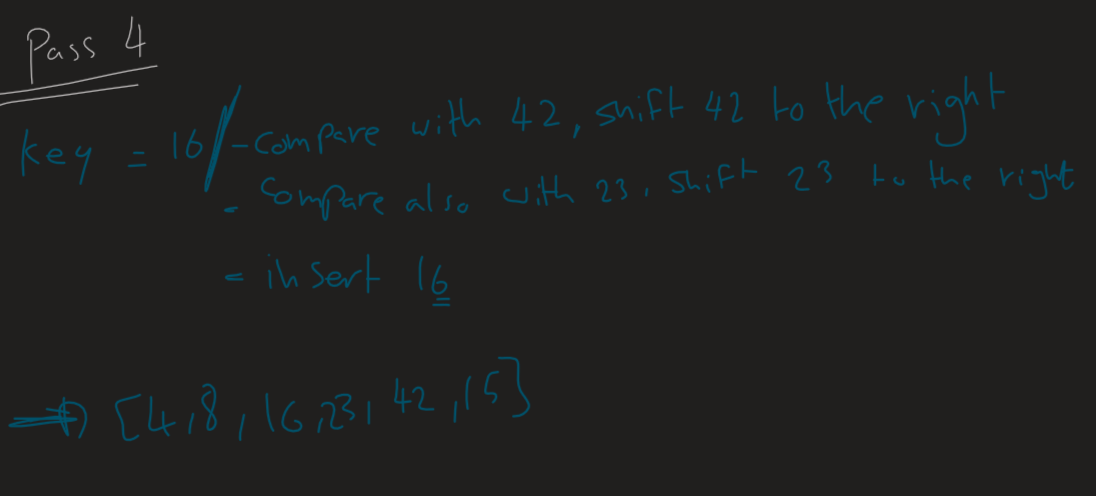 Pass 4
key = 16 / - compare with 42, shift 42 to the right
- Compare also with 23, shift 23 to the right
= insert 16
⇒ [4,8,16,23,42,15]